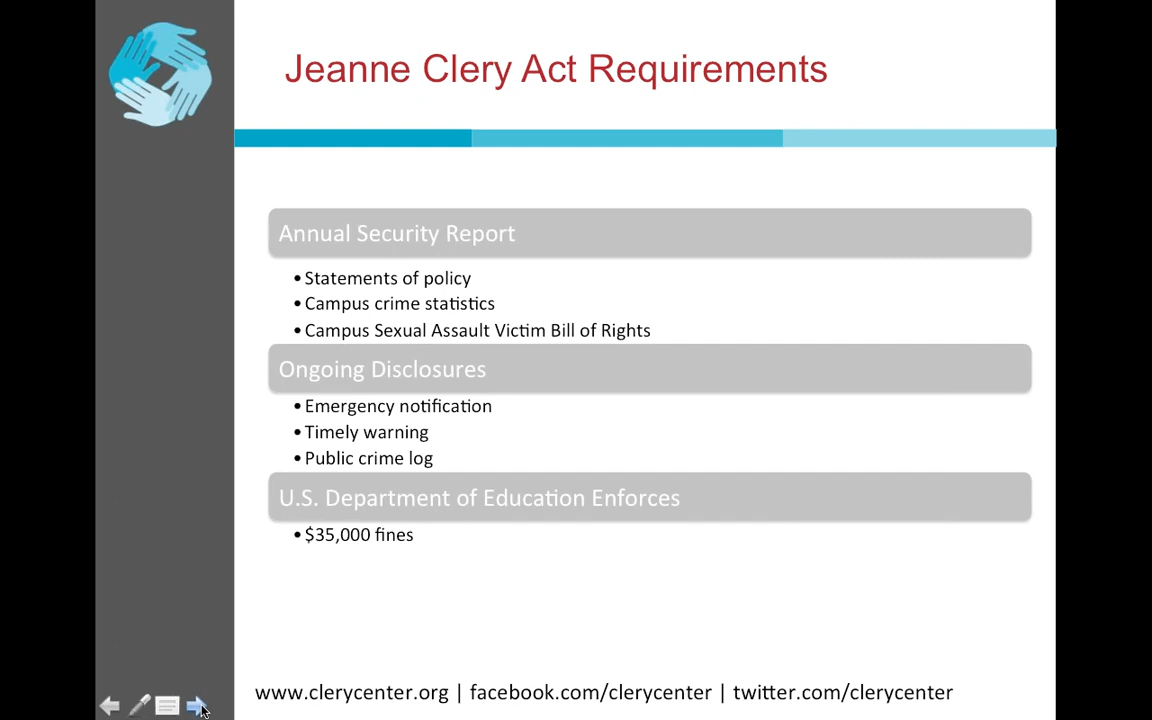 Jeanne Clery Act Requirements
Annual Security Report
• Statements of policy
• Campus crime statistics
• Campus Sexual Assault Victim Bill of Rights
Ongoing Disclosures
• Emergency notification
• Timely warning
• Public crime log
U.S. Department of Education Enforces
• $35,000 fines
www.clerycenter.org | facebook.com/clerycenter | twitter.com/clerycenter